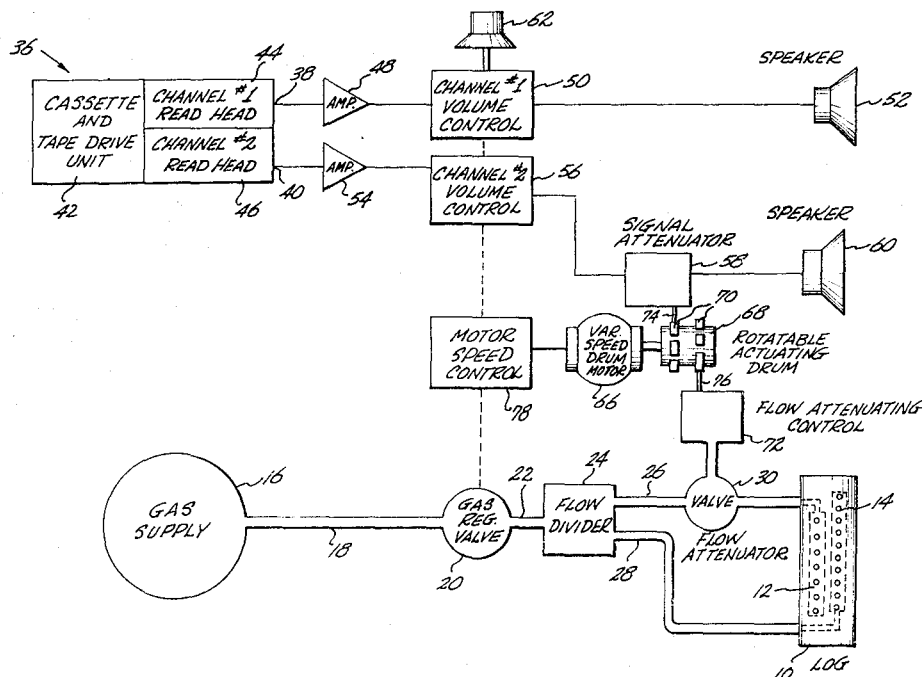 62
36
44
38
48
CHANNEL #1
VOLUME
CONTROL
50
SPEAKER
52
CASSETTE
AND
TAPE DRIVE
UNIT
CHANNEL #1
READ HEAD
CHANNEL #2
READ HEAD
AMP.
42
46
40
AMP.
54
CHANNEL #2
VOLUME
CONTROL
56
SIGNAL
ATTENUATOR
58
SPEAKER
60
74
70
68
MOTOR
SPEED
CONTROL
78
VAR.
SPEED
DRUM
MOTOR
66
ROTATABLE
ACTUATING
DRUM
76
FLOW ATTENUATING
CONTROL
72
16
GAS
SUPPLY
18
GAS
REG.
VALVE
20
22
24
FLOW
DIVIDER
26
28
30
VALVE
FLOW
ATTENUATOR
14
12
10
LOG